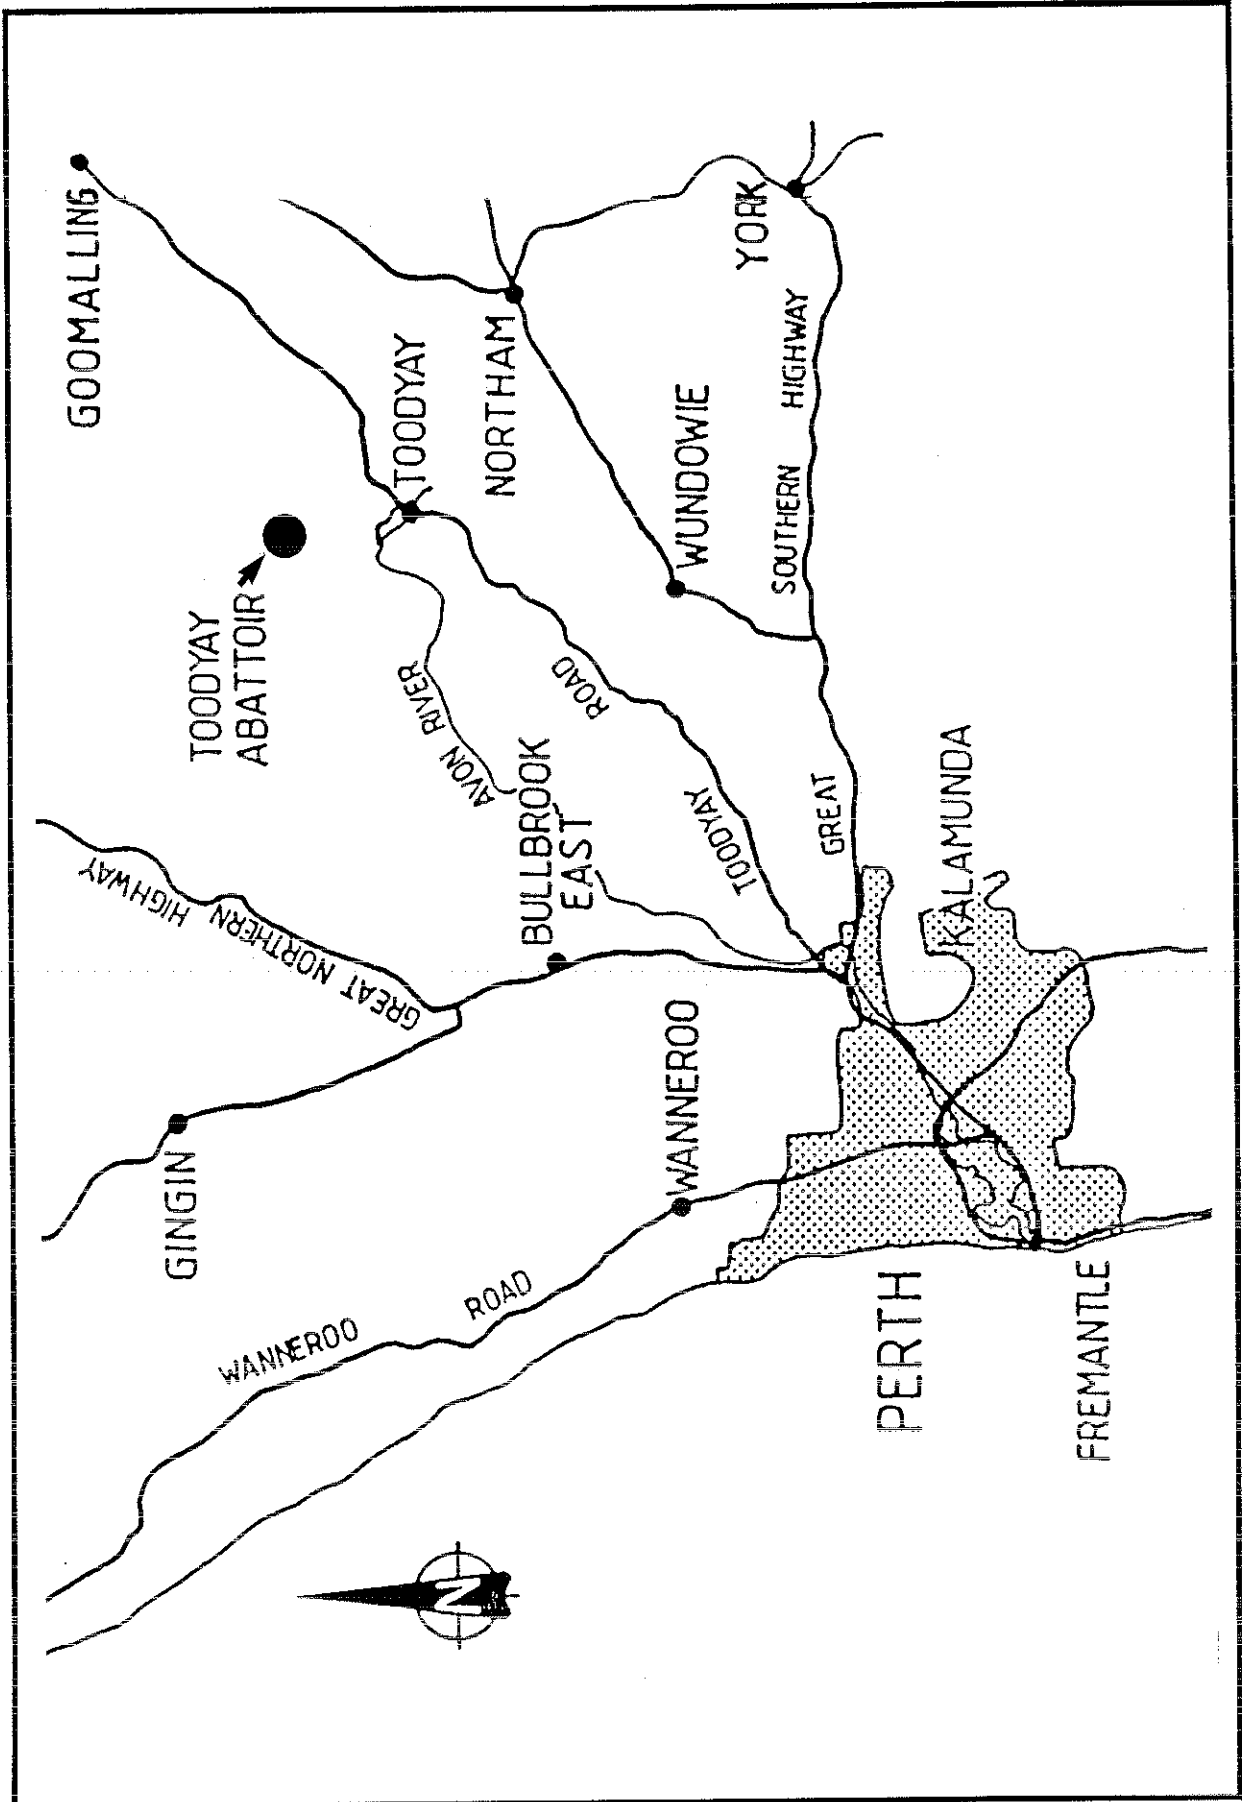 GOOMALLING
TOODYAY
NORTHAM
YORK
WUNDOWIE
SOUTHERN HIGHWAY
TOODYAY
ABATTOIR
AVON RIVER
ROAD
TOODYAY
GREAT
BULLBROOK
EAST
KALAMUNDA
GREAT NORTHERN HIGHWAY
GINGIN
WANNEROO
WANNEROO ROAD
PERTH
FREMANTLE
N